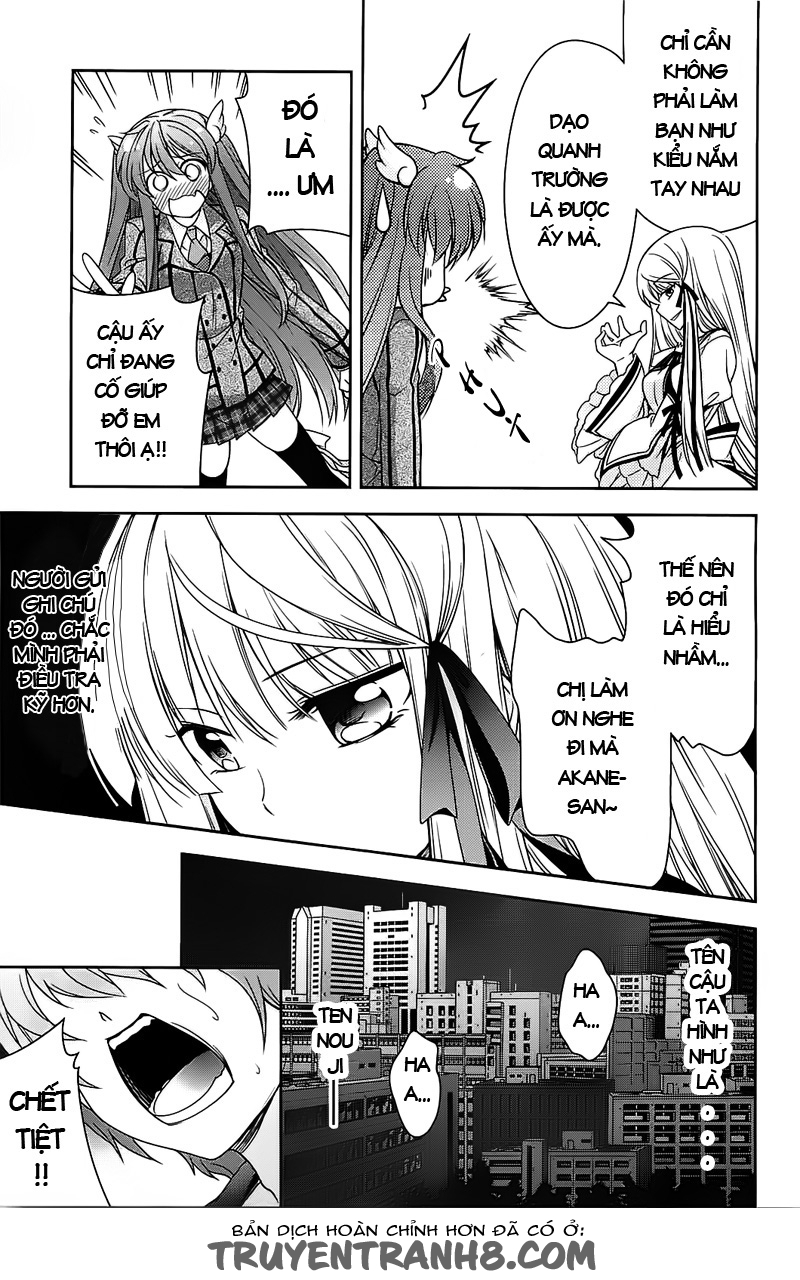 CHỈ CẦN
KHÔNG
PHẢI LÀM
BẠN NHƯ
KIỂU NẮM
TAY NHAU
DẠO
QUANH
TRƯỜNG
LÀ ĐƯỢC
ẤY MÀ.
PHỤT
ĐÓ
LÀ
.... ƯM
CẬU ẤY
CHỈ ĐANG
CỐ GIÚP
ĐỠ EM
THÔI Ạ!!
THẾ NÊN
ĐÓ CHỈ
LÀ HIỂU
NHẦM...
CHỊ LÀM
ƠN NGHE
ĐI MÀ
AKANE-
SAN~
NGƯỜI GỬI
GHI CHÚ
ĐÓ ... CHẮC
MÌNH PHẢI
ĐIỀU TRA
KỸ HƠN.
TÊN
CẬU
TA
HÌNH
NHƯ
LÀ
...
HA
A...
HA
A...
TEN
NOU
JI
...
CHẾT
TIỆT
!!
BẢN DỊCH HOÀN CHỈNH HƠN ĐÃ CÓ Ở:
TRUYENTRANH8.COM